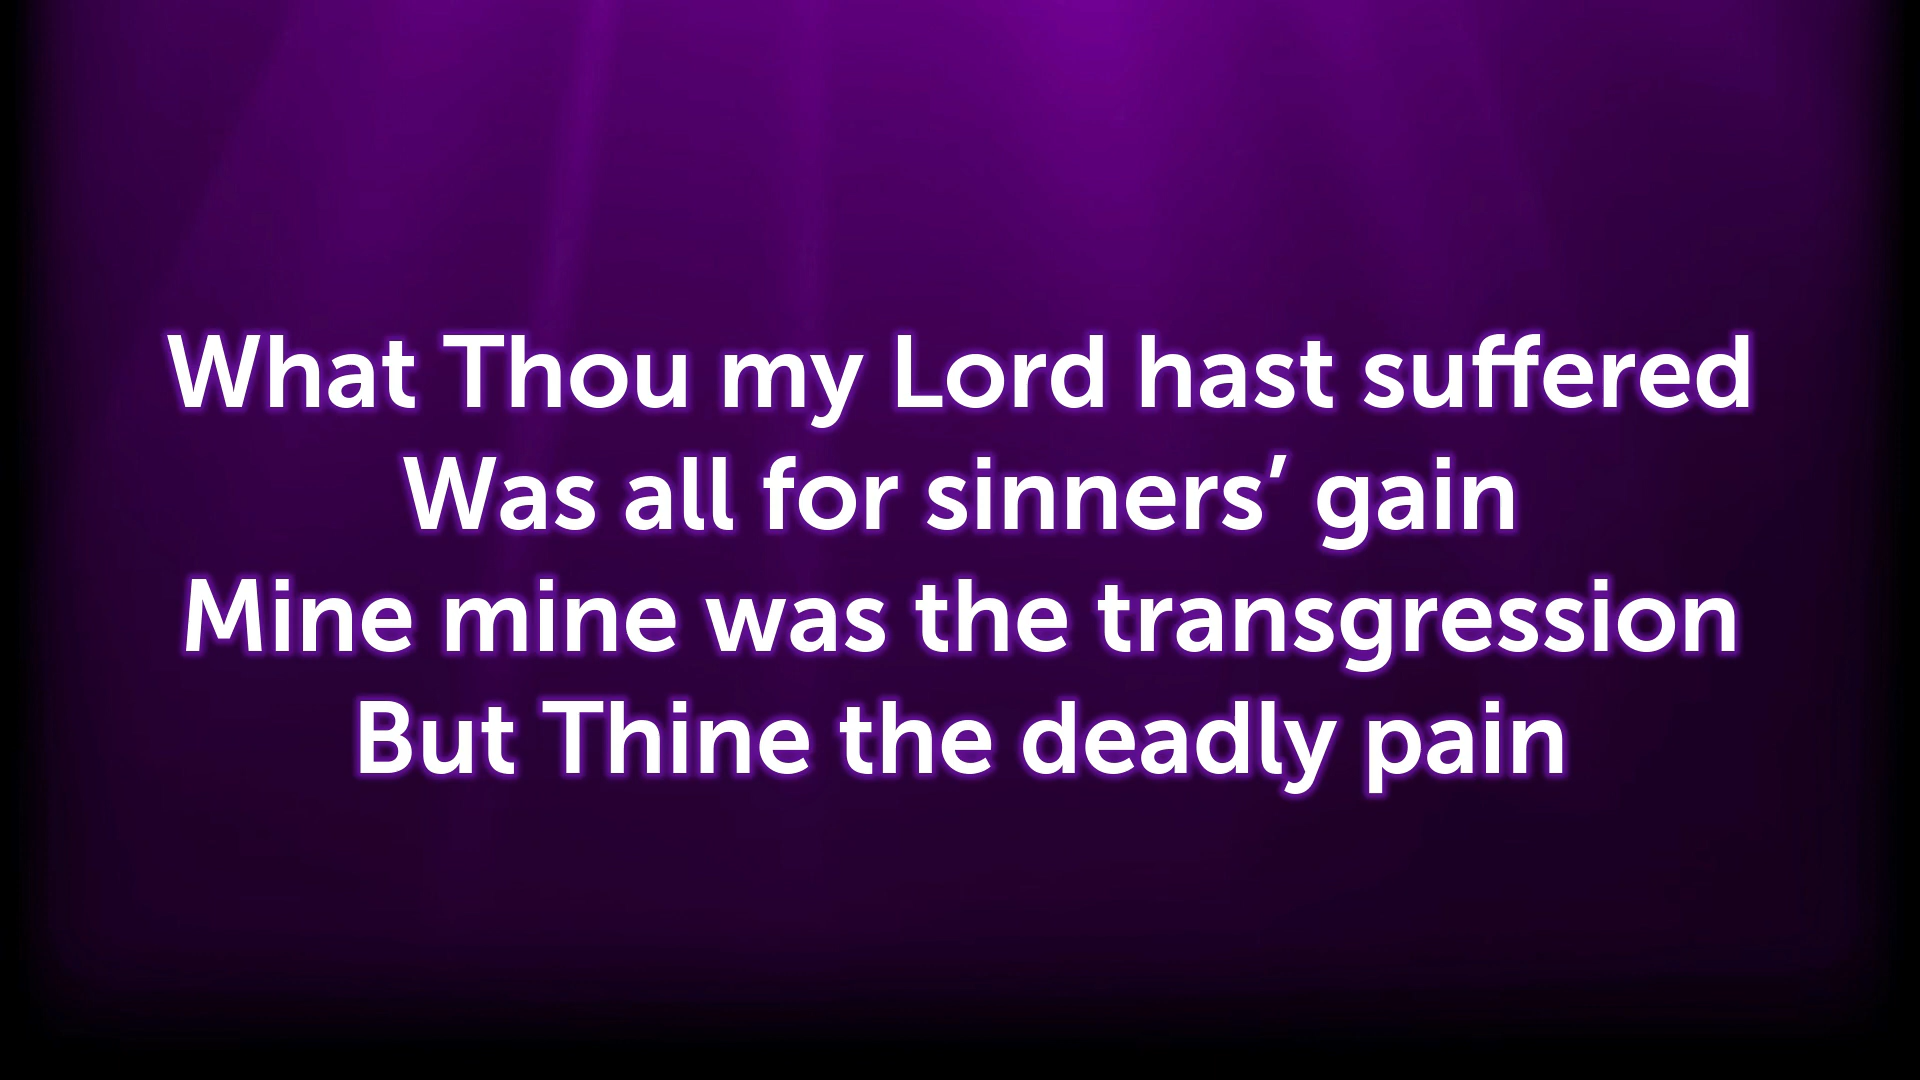 What Thou my Lord hast suffered
Was all for sinners’ gain
Mine mine was the transgression
But Thine the deadly pain